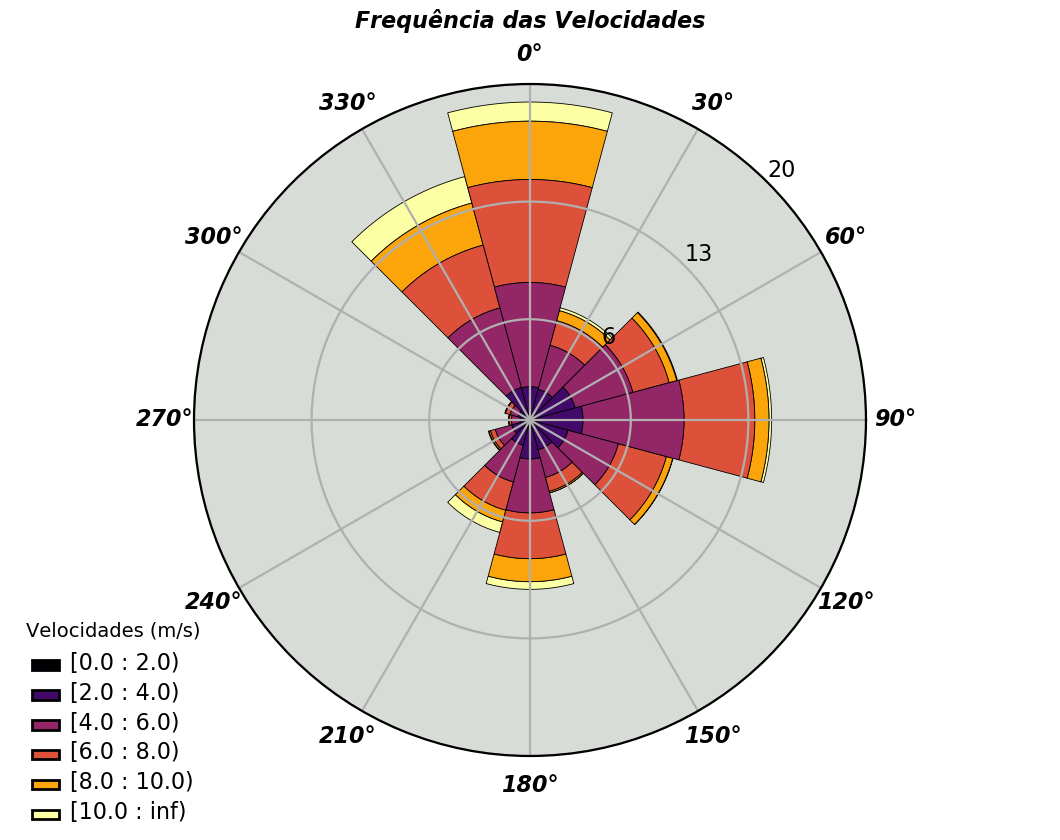 Frequência das Velocidades
0°
330°
30°
20
300°
60°
13
6
270°
90°
240°
120°
210°
150°
180°
Velocidades (m/s)
[0.0 : 2.0)
[2.0 : 4.0)
[4.0 : 6.0)
[6.0 : 8.0)
[8.0 : 10.0)
[10.0 : inf)